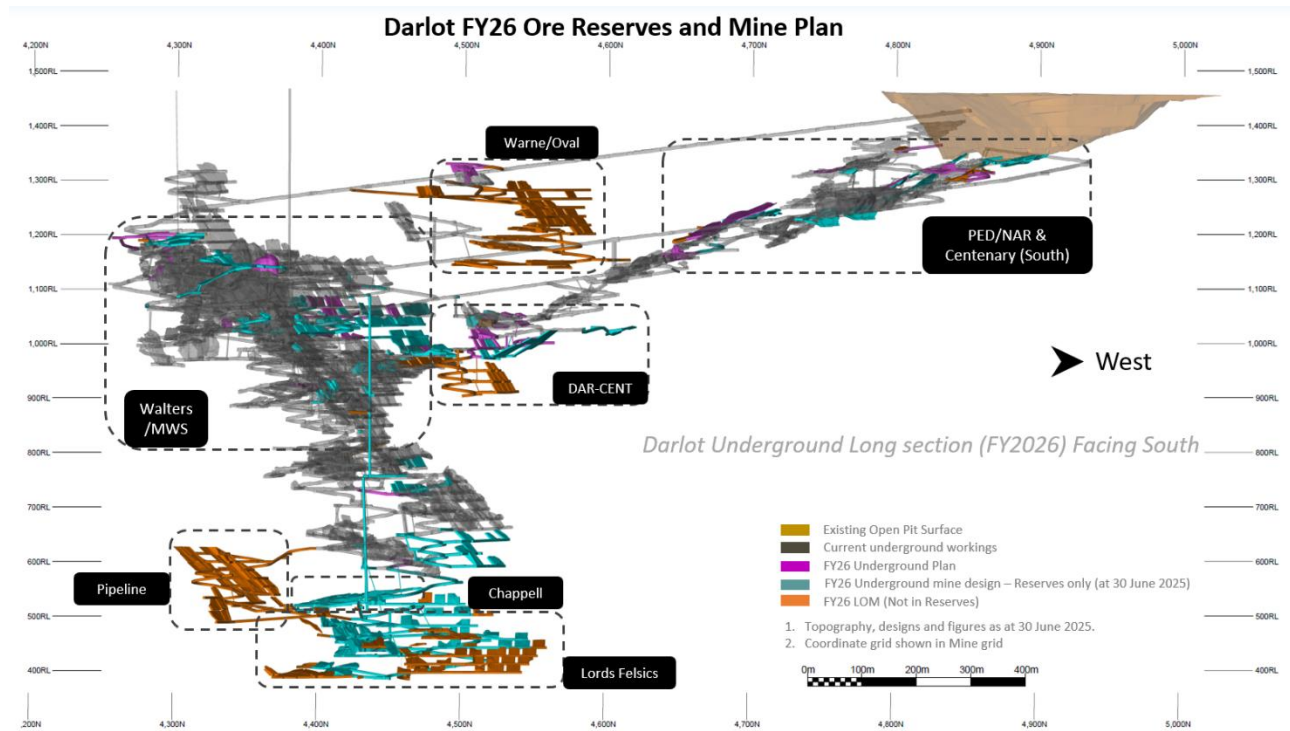 Darlot FY26 Ore Reserves and Mine Plan
4,200N 4,300N 4,400N 4,500N 4,600N 4,700N 4,800N 4,900N 5,000N
1,500RL 1,500RL
1,400RL 1,400RL
Warne/Oval
1,300RL 1,300RL
PED/NAR &
Centenary (South)
1,200RL 1,200RL
1,100RL 1,100RL
1,000RL 1,000RL
West
DAR-CENT
900RL 900RL
Walters
/MWS
800RL 800RL
Darlot Underground Long section (FY2026) Facing South
700RL 700RL
Existing Open Pit Surface
Current underground workings
600RL 600RL
FY26 Underground Plan
FY26 Underground mine design – Reserves only (at 30 June 2025)
FY26 LOM (Not in Reserves)
Pipeline
Chappell
500RL 500RL
1. Topography, designs and figures as at 30 June 2025.
2. Coordinate grid shown in Mine grid
0m 100m 200m 300m 400m
400RL 400RL
Lords Felsics
,200N 4,300N 4,400N 4,500N 4,600N 4,700N 4,800N 4,900N 5,000N